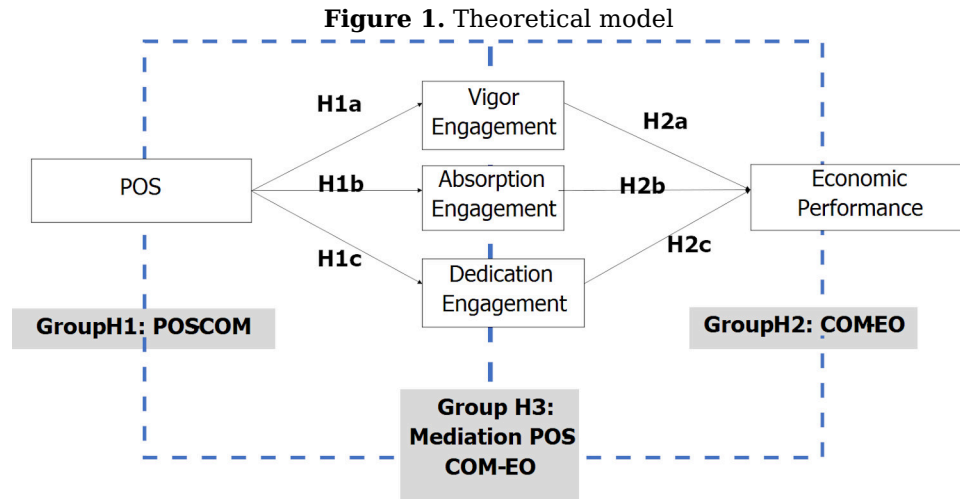 Figure 1. Theoretical model
Vigor
Engagement
H1a
H2a
POS
H1b
Absorption
Engagement
H2b
Economic
Performance
H1c
Dedication
Engagement
H2c
GroupH1: POSCOM
GroupH2: COM-EO
Group H3:
Mediation POS
COM-EO